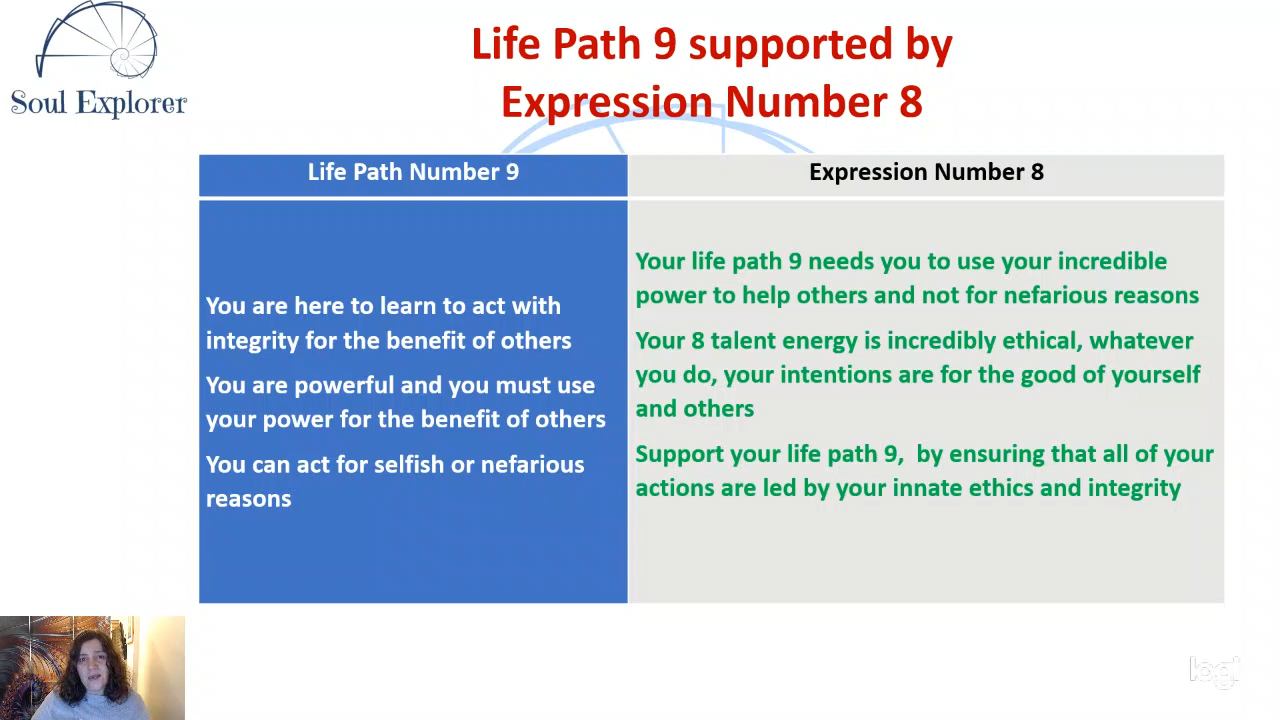 Soul Explorer
Life Path 9 supported by
Expression Number 8
Life Path Number 9
Expression Number 8
You are here to learn to act with
integrity for the benefit of others
You are powerful and you must use
your power for the benefit of others
You can act for selfish or nefarious
reasons
Your life path 9 needs you to use your incredible
power to help others and not for nefarious reasons
Your 8 talent energy is incredibly ethical, whatever
you do, your intentions are for the good of yourself
and others
Support your life path 9,  by ensuring that all of your
actions are led by your innate ethics and integrity
logi